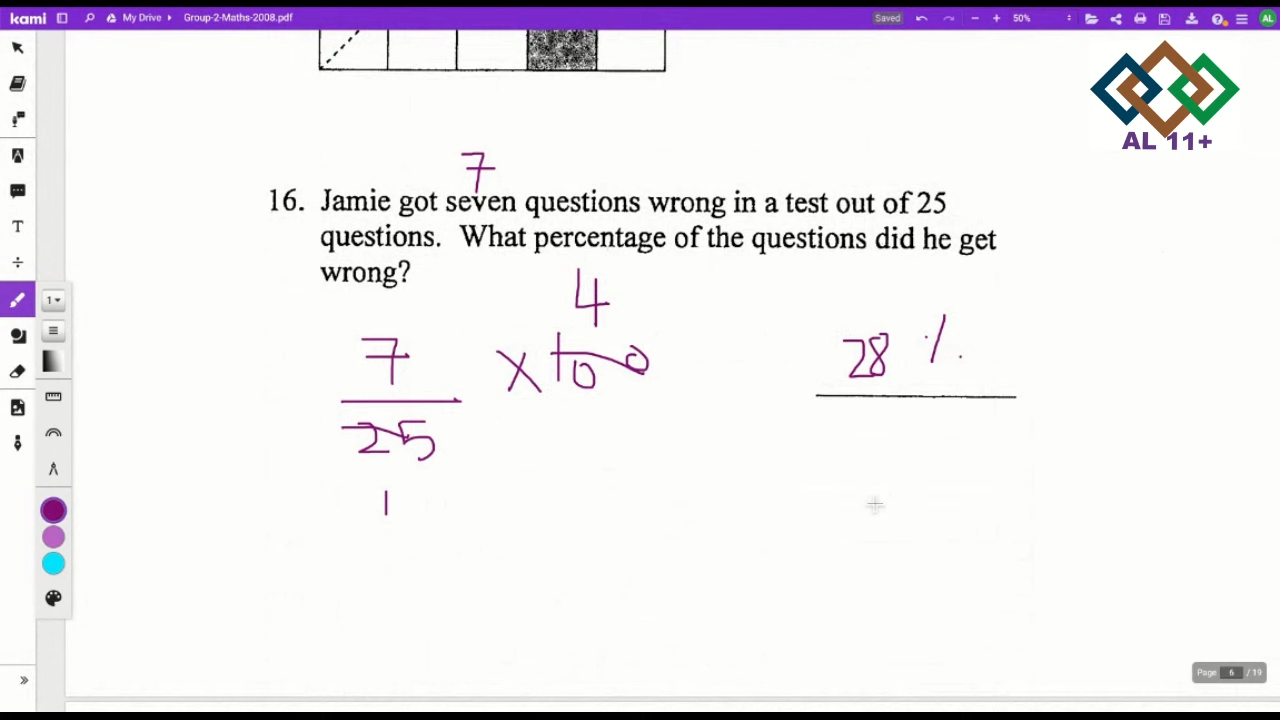 kami My Drive Group-2-Maths-2008.pdf Saved 50% AL
AL 11+
7
16. Jamie got seven questions wrong in a test out of 25
questions. What percentage of the questions did he get
wrong?
4
7 x 100
25
1
28 %
T
1
Page 6 / 19